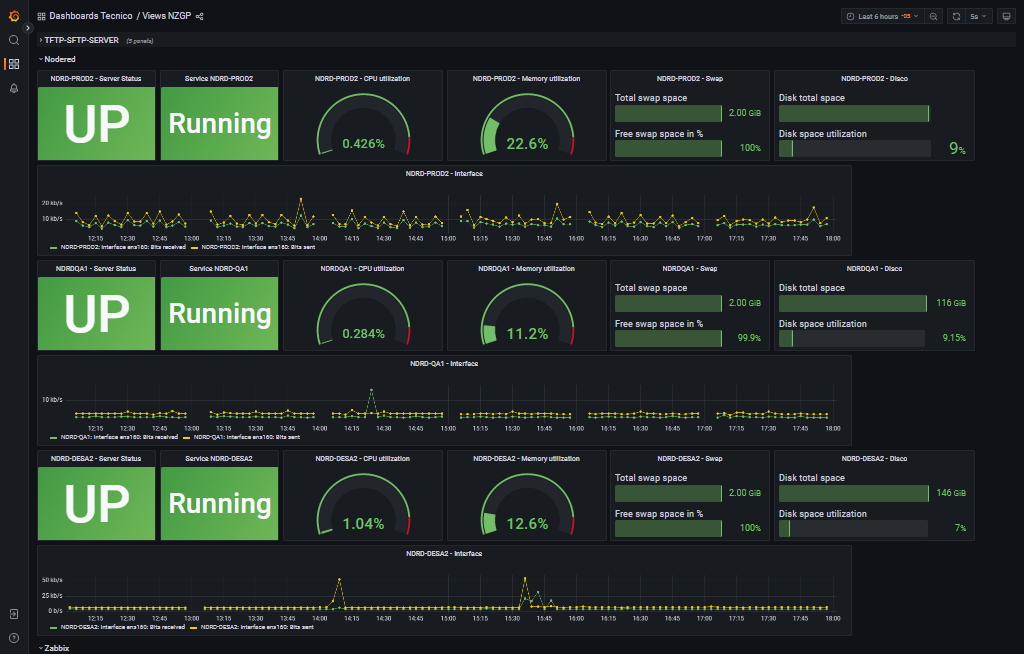 Dashboards Tecnico / Views NZGP
Last 6 hours -05
5s
TFTP-SFTP-SERVER (5 panels)
Nodered
NDRD-PROD2 - Server Status
Service NDRD-PROD2
NDRD-PROD2 - CPU utilization
NDRD-PROD2 - Memory utilization
NDRD-PROD2 - Swap
NDRD-PROD2 - Disco
UP
Running
0.426%
22.6%
Total swap space
2.00 GiB
Free swap space in %
100%
Disk total space
Disk space utilization
9%
NDRD-PROD2 - Interface
20 kb/s
10 kb/s
12:15 12:30 12:45 13:00 13:15 13:30 13:45 14:00 14:15 14:30 14:45 15:00 15:15 15:30 15:45 16:00 16:15 16:30 16:45 17:00 17:15 17:30 17:45 18:00
NDRD-PROD2: Interface ens160: Bits received NDRD-PROD2: Interface ens160: Bits sent
NDRDQA1 - Server Status
Service NDRD-QA1
NDRDQA1 - CPU utilization
NDRDQA1 - Memory utilization
NDRDQA1 - Swap
NDRDQA1 - Disco
UP
Running
0.284%
11.2%
Total swap space
2.00 GiB
Free swap space in %
99.9%
Disk total space
116 GiB
Disk space utilization
9.15%
NDRD-QA1 - Interface
10 kb/s
12:15 12:30 12:45 13:00 13:15 13:30 13:45 14:00 14:15 14:30 14:45 15:00 15:15 15:30 15:45 16:00 16:15 16:30 16:45 17:00 17:15 17:30 17:45 18:00
NDRD-QA1: Interface ens160: Bits received NDRD-QA1: Interface ens160: Bits sent
NDRD-DESA2 - Server Status
Service NDRD-DESA2
NDRD-DESA2 - CPU utilization
NDRD-DESA2 - Memory utilization
NDRD-DESA2 - Swap
NDRD-DESA2 - Disco
UP
Running
1.04%
12.6%
Total swap space
2.00 GiB
Free swap space in %
100%
Disk total space
146 GiB
Disk space utilization
7%
NDRD-DESA2 - Interface
50 kb/s
25 kb/s
0 b/s
12:15 12:30 12:45 13:00 13:15 13:30 13:45 14:00 14:15 14:30 14:45 15:00 15:15 15:30 15:45 16:00 16:15 16:30 16:45 17:00 17:15 17:30 17:45 18:00
NDRD-DESA2: Interface ens160: Bits received NDRD-DESA2: Interface ens160: Bits sent
Zabbix